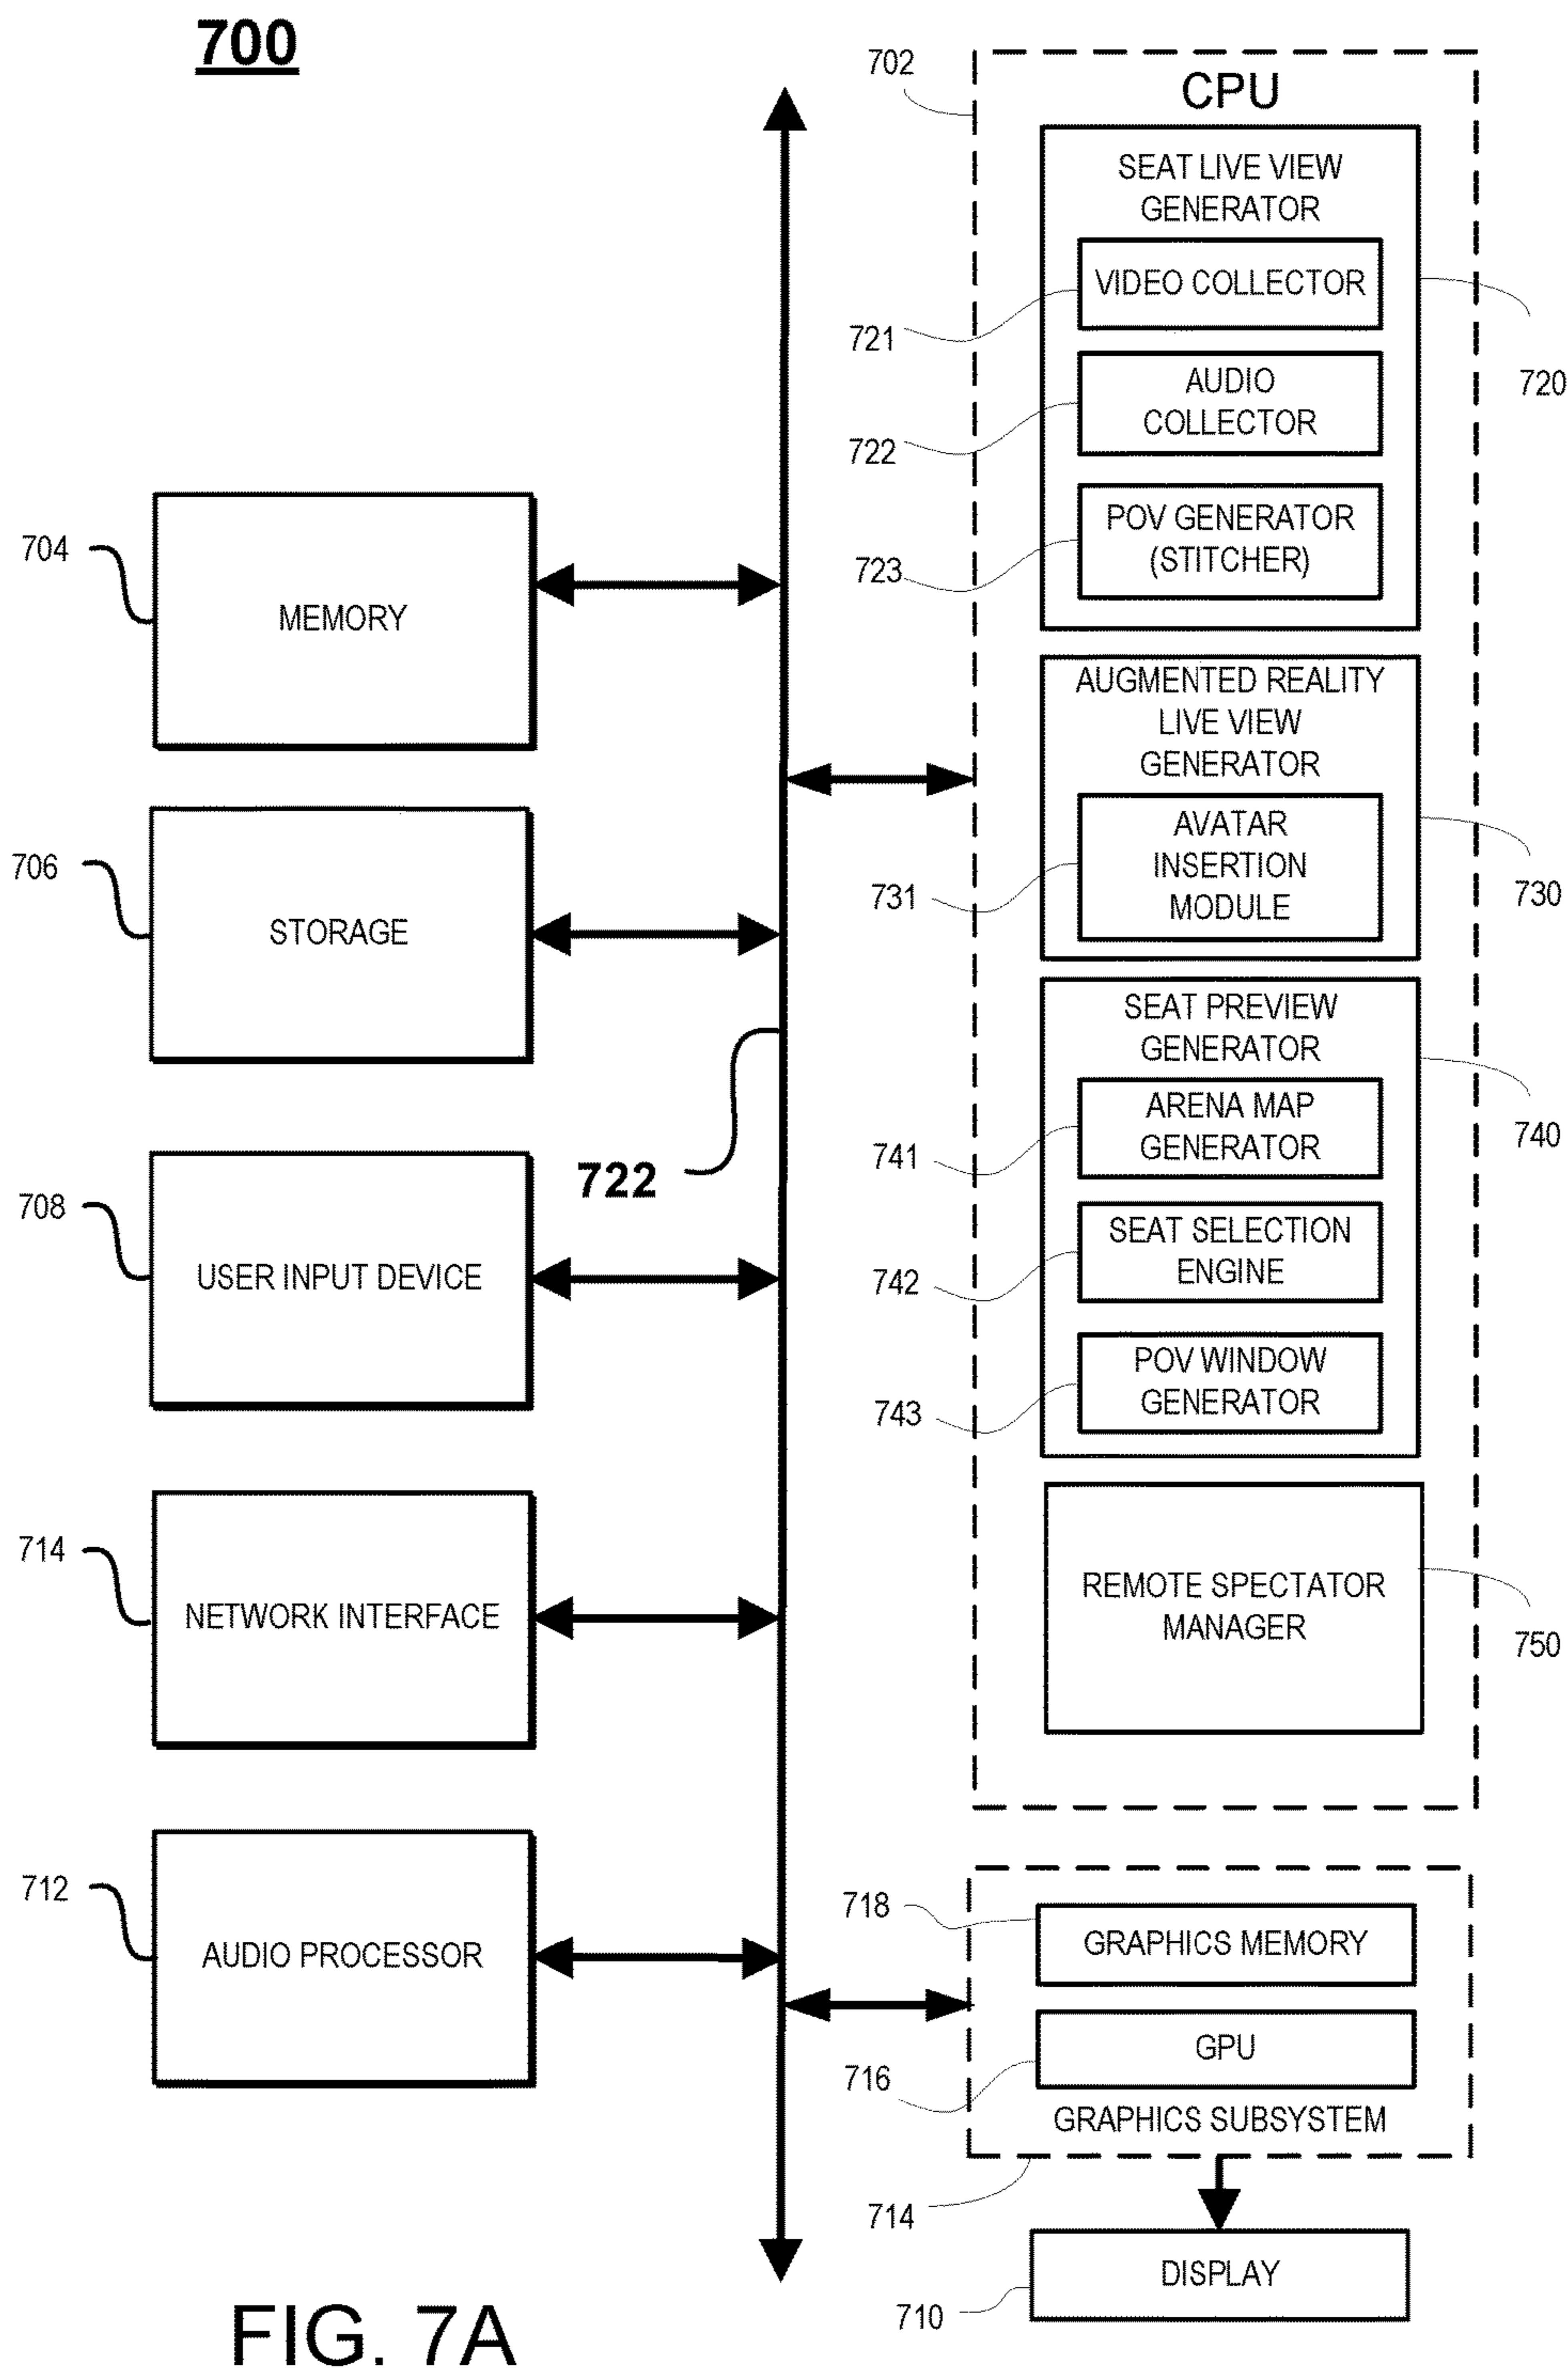 700
702
CPU
SEAT LIVE VIEW
GENERATOR
VIDEO COLLECTOR
721
720
AUDIO
COLLECTOR
722
POV GENERATOR
(STITCHER)
723
704
MEMORY
AUGMENTED REALITY
LIVE VIEW
GENERATOR
AVATAR
INSERTION
MODULE
731
730
706
STORAGE
722
SEAT PREVIEW
GENERATOR
ARENA MAP
GENERATOR
741
740
708
USER INPUT DEVICE
SEAT SELECTION
ENGINE
742
POV WINDOW
GENERATOR
743
714
NETWORK INTERFACE
REMOTE SPECTATOR
MANAGER
750
712
AUDIO PROCESSOR
718
GRAPHICS MEMORY
GPU
716
GRAPHICS SUBSYSTEM
714
DISPLAY
710
FIG. 7A